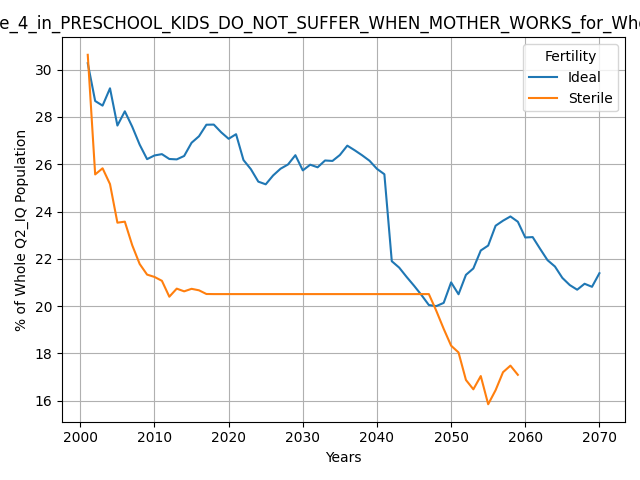 e_4_in_PRESCHOOL_KIDS_DO_NOT_SUFFER_WHEN_MOTHER_WORKS_for_Who
Fertility
Ideal
Sterile
% of Whole Q2_IQ Population
30
28
26
24
22
20
18
16
2000 2010 2020 2030 2040 2050 2060 2070
Years